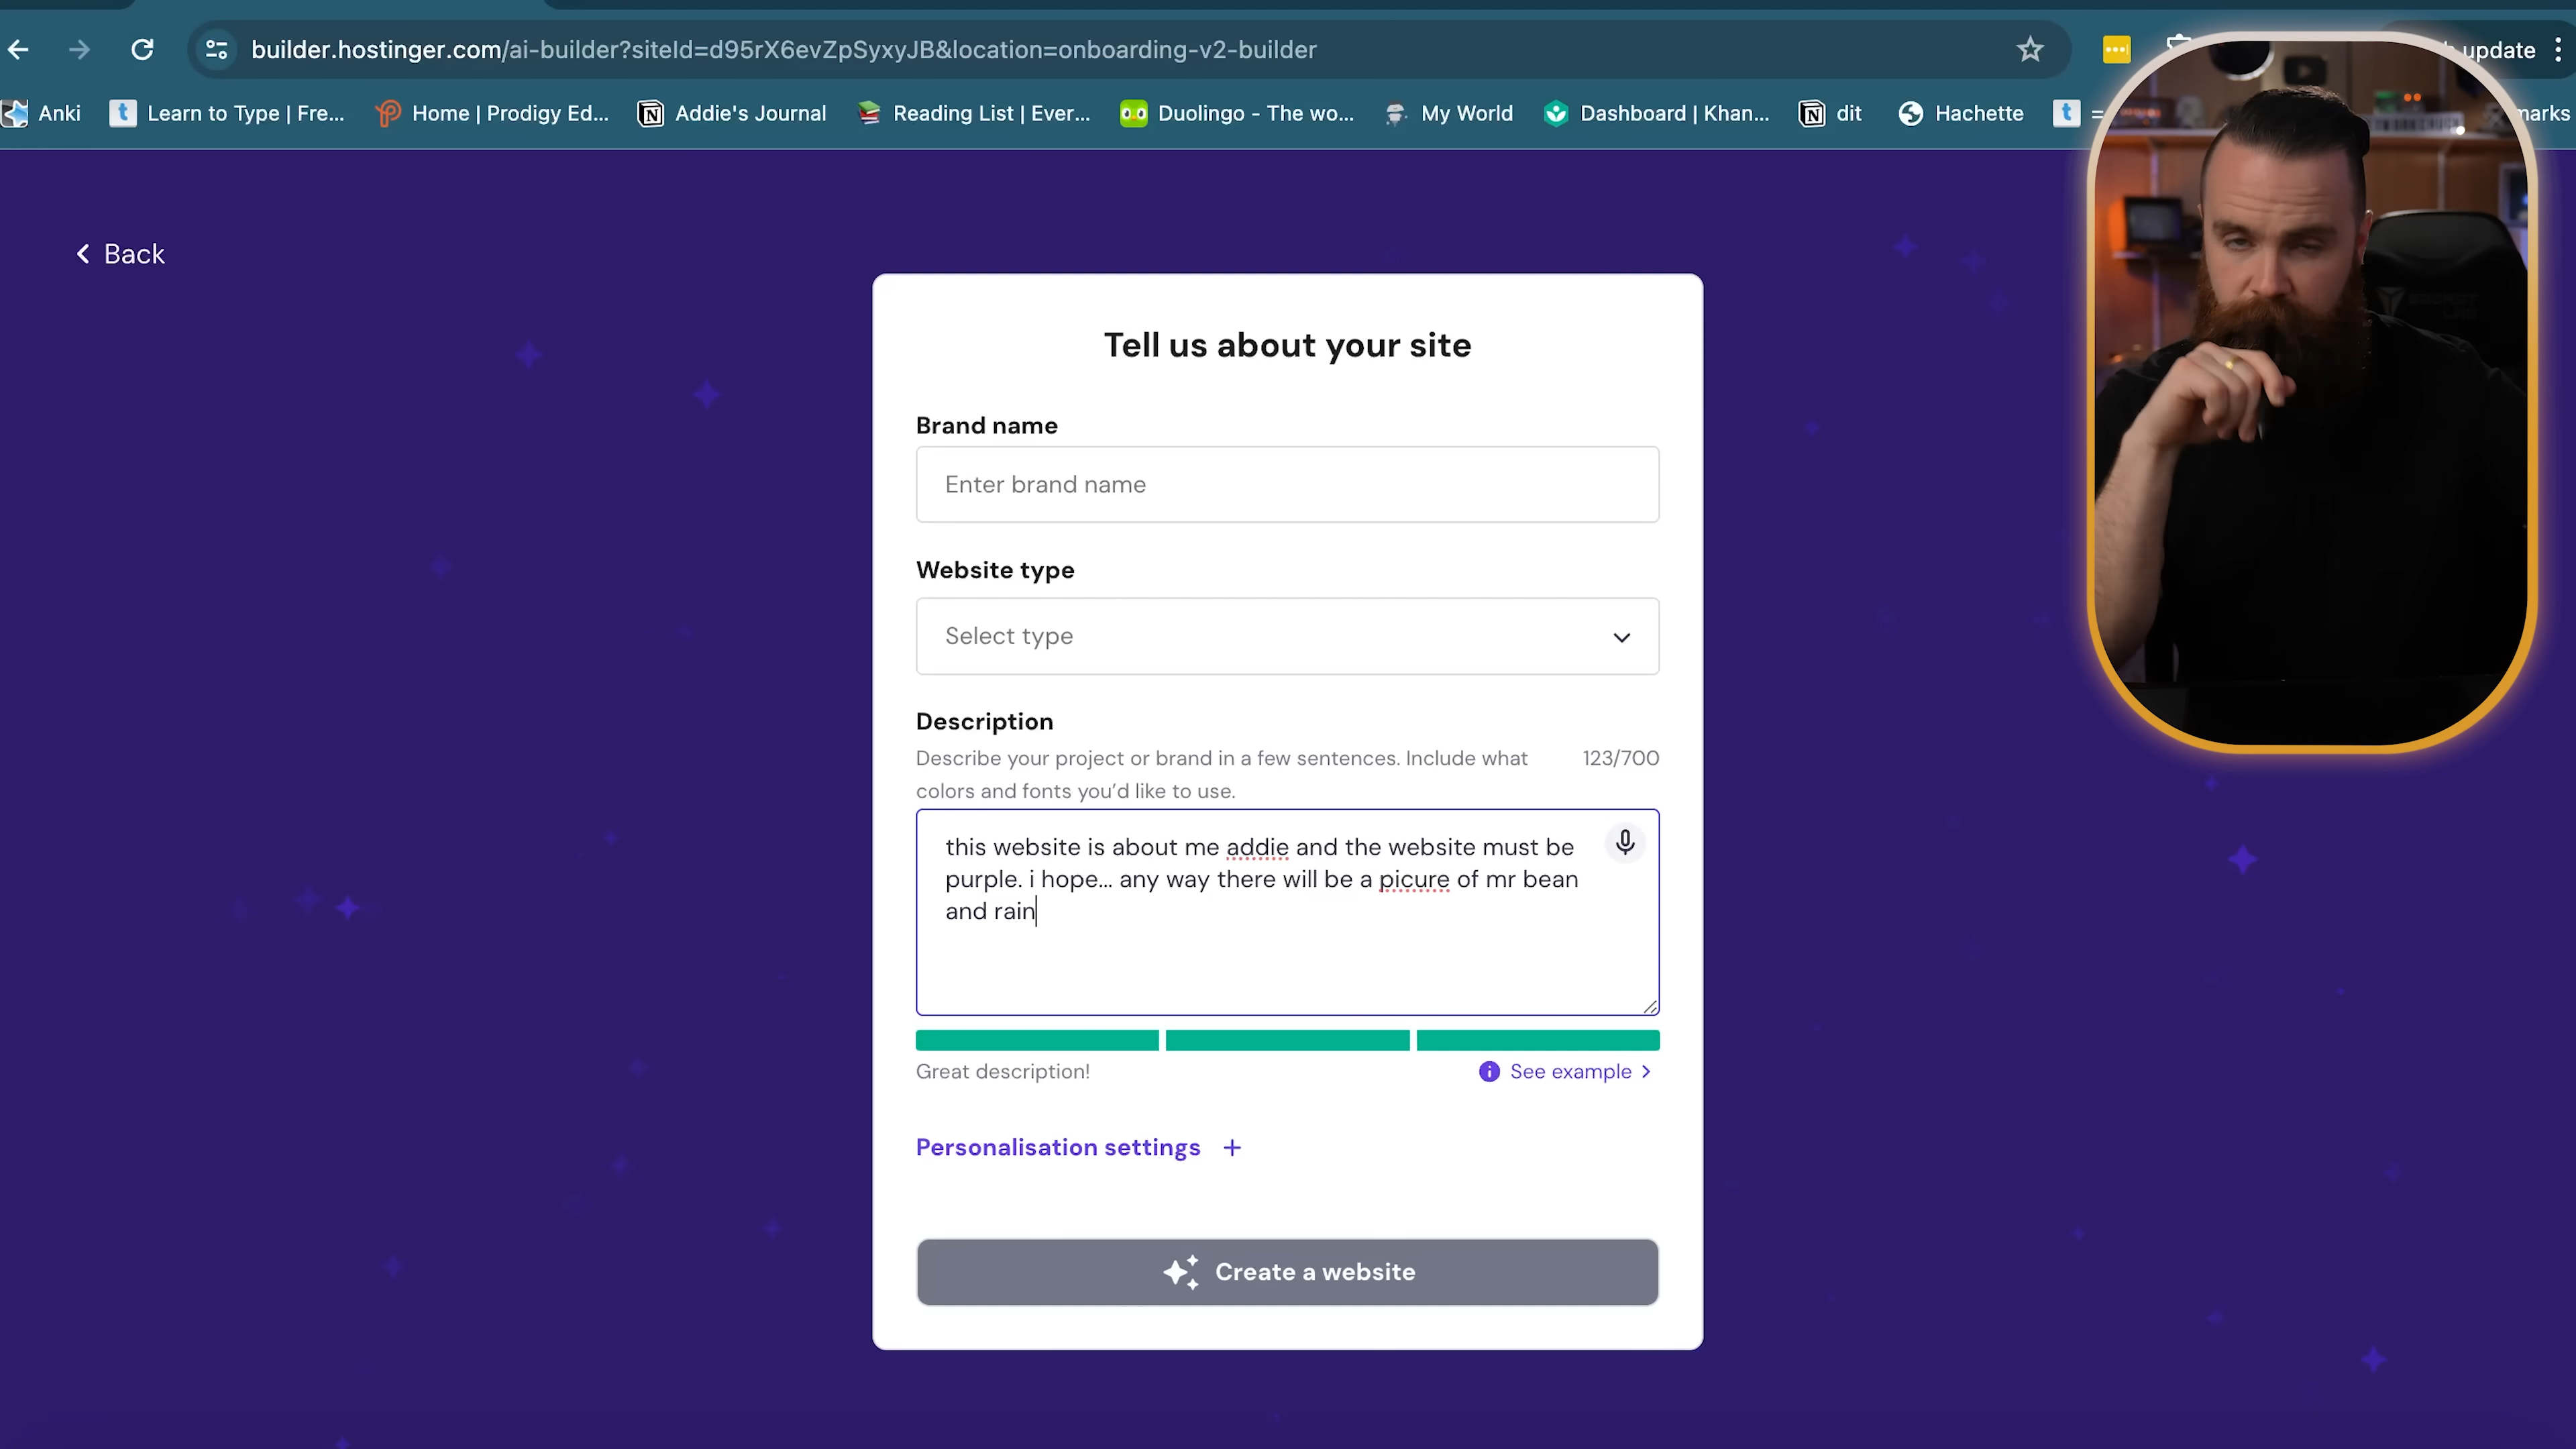 builder.hostinger.com/ai-builder?siteId=d95rX6evZpSyxyJB&location=onboarding-v2-builder
update
Anki
Learn to Type | Fre...
Home | Prodigy Ed...
Addie's Journal
Reading List | Ever...
Duolingo - The wo...
My World
Dashboard | Khan...
dit
Hachette
=
Back
Tell us about your site
Brand name
Enter brand name
Website type
Select type
Description
Describe your project or brand in a few sentences. Include what
123/700
colors and fonts you'd like to use.
this website is about me addie and the website must be
purple. i hope... any way there will be a picure of mr bean
and rain
Great description!
See example
Personalisation settings +
Create a website